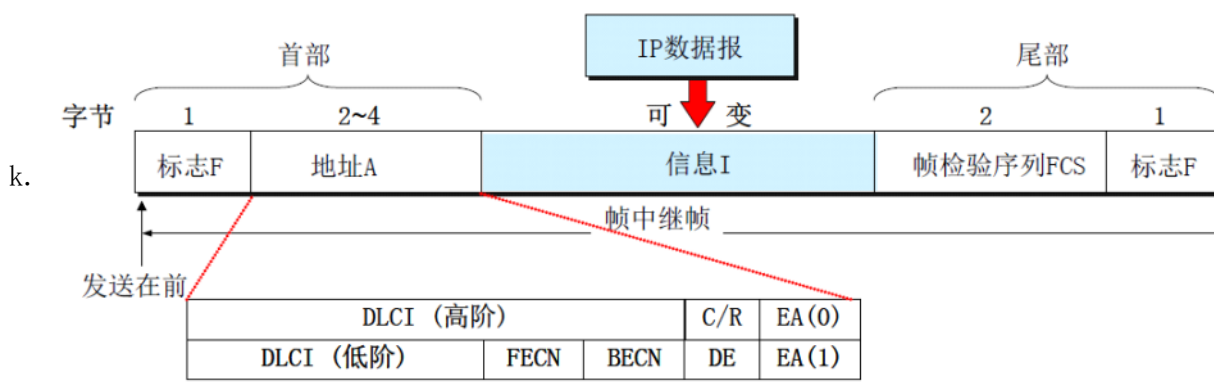 IP数据报
首部
尾部
字节 1 2~4 可 变 2 1
k. 标志F 地址A 信息I 帧检验序列FCS 标志F
帧中继帧
发送在前
DLCI (高阶) C/R EA(0)
DLCI (低阶) FECN BECN DE EA(1)